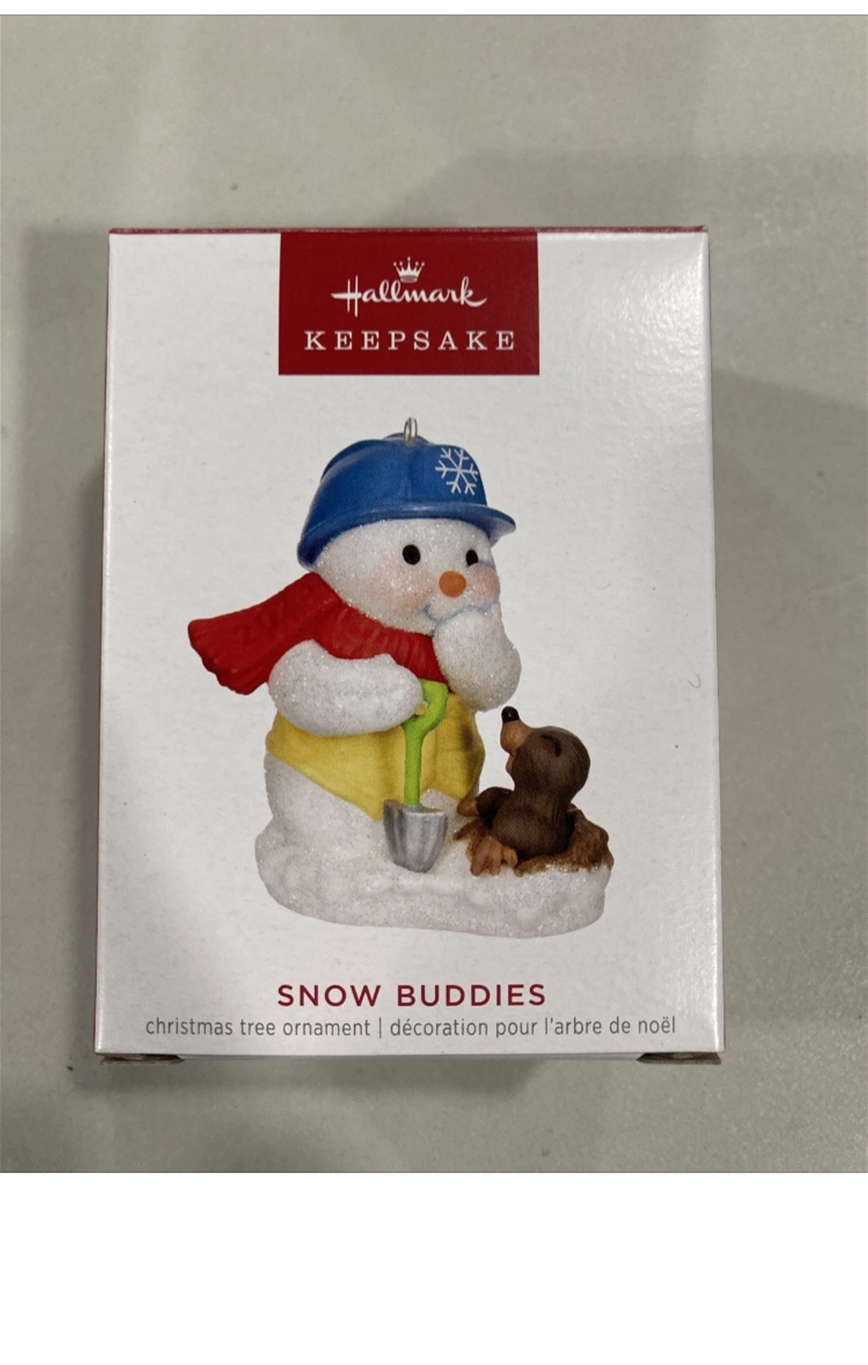 Hallmark
KEEPSAKE
SNOW BUDDIES
christmas tree ornament | décoration pour l'arbre de noël